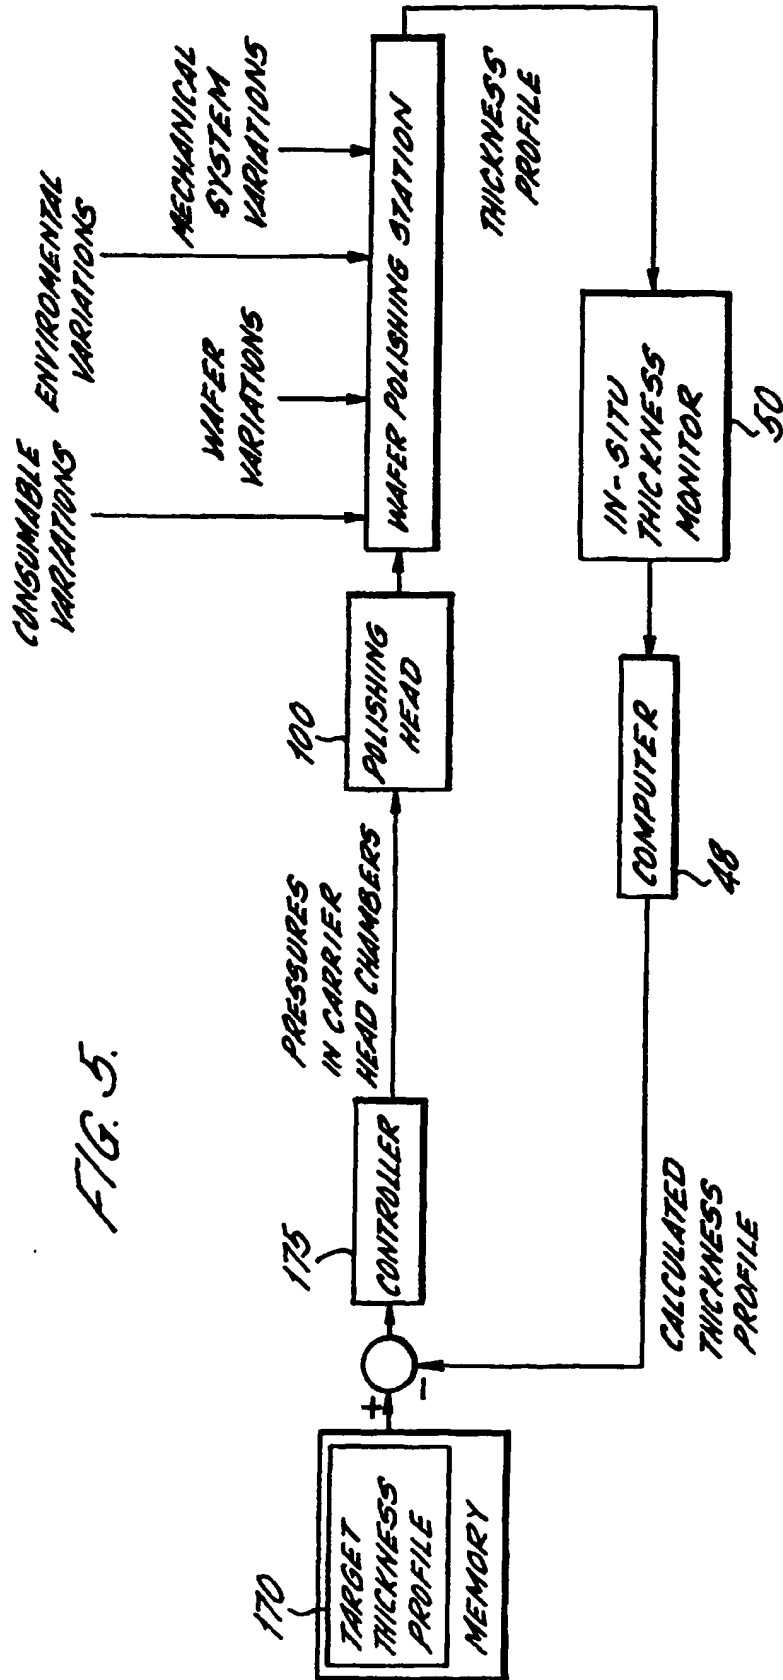 FIG. 5.
CONSUMABLE
VARIATIONS
ENVIROMENTAL
VARIATIONS
WAFER
VARIATIONS
MECHANICAL
SYSTEM
VARIATIONS
170
TARGET
THICKNESS
PROFILE
MEMORY
+
-
175
CONTROLLER
PRESSURES
IN CARRIER
HEAD CHAMBERS
100
POLISHING
HEAD
WAFER POLISHING STATION
THICKNESS
PROFILE
IN-SITU
THICKNESS
MONITOR
50
COMPUTER
48
CALCULATED
THICKNESS
PROFILE